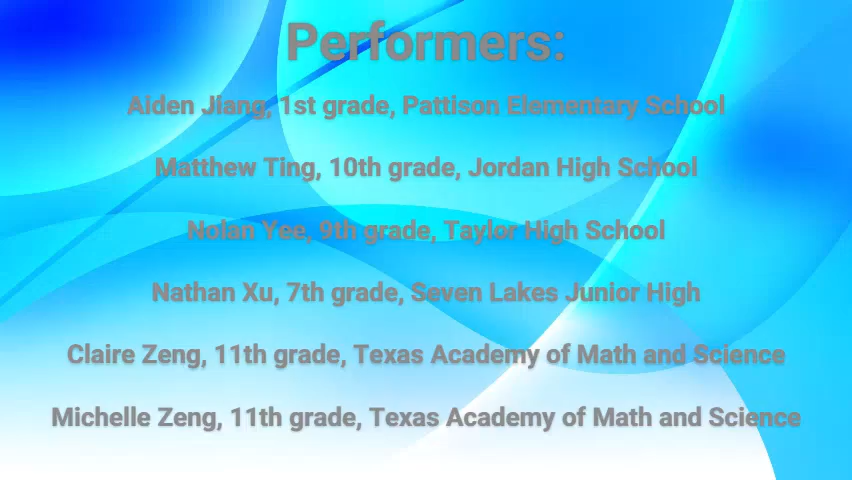 Performers:
Aiden Jiang, 1st grade, Pattison Elementary School
Matthew Ting, 10th grade, Jordan High School
Nolan Yee, 9th grade, Taylor High School
Nathan Xu, 7th grade, Seven Lakes Junior High
Claire Zeng, 11th grade, Texas Academy of Math and Science
Michelle Zeng, 11th grade, Texas Academy of Math and Science